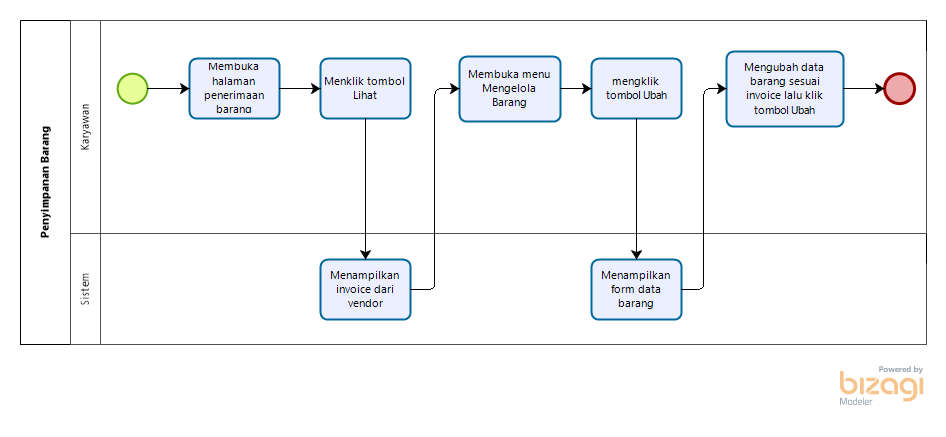 Penyimpanan Barang
Karyawan
Membuka
halaman
penerimaan
barang
Menklik tombol
Lihat
Membuka menu
Mengelola
Barang
mengklik
tombol Ubah
Mengubah data
barang sesuai
invoice lalu klik
tombol Ubah
Sistem
Menampilkan
invoice dari
vendor
Menampilkan
form data
barang
Powered by
bizagi
Modeler